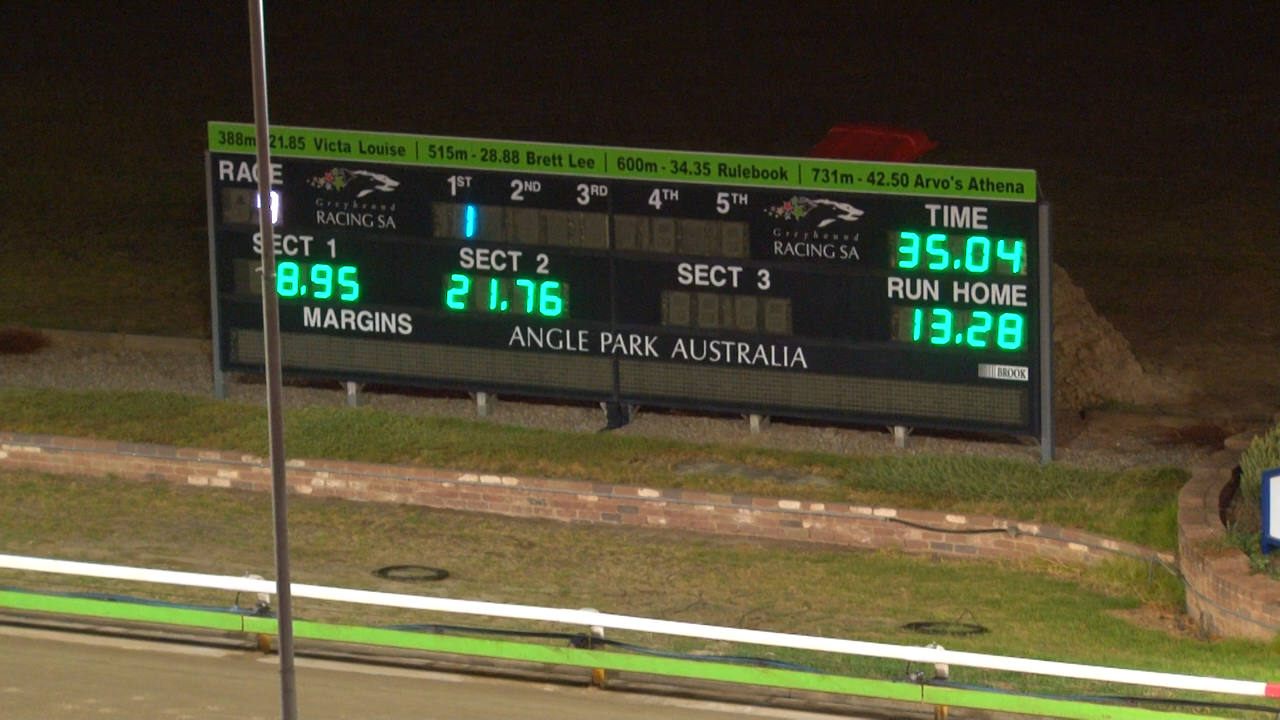 388m 21.85 Victa Louise | 515m - 28.88 Brett Lee | 600m - 34.35 Rulebook | 731m - 42.50 Arvo's Athena
RACE
Greyhound
RACING SA
1ST 2ND 3RD 4TH 5TH
1
Greyhound
RACING SA
TIME
35.04
SECT 1
8.95
SECT 2
21.76
SECT 3
RUN HOME
13.28
MARGINS
ANGLE PARK AUSTRALIA
BROOK